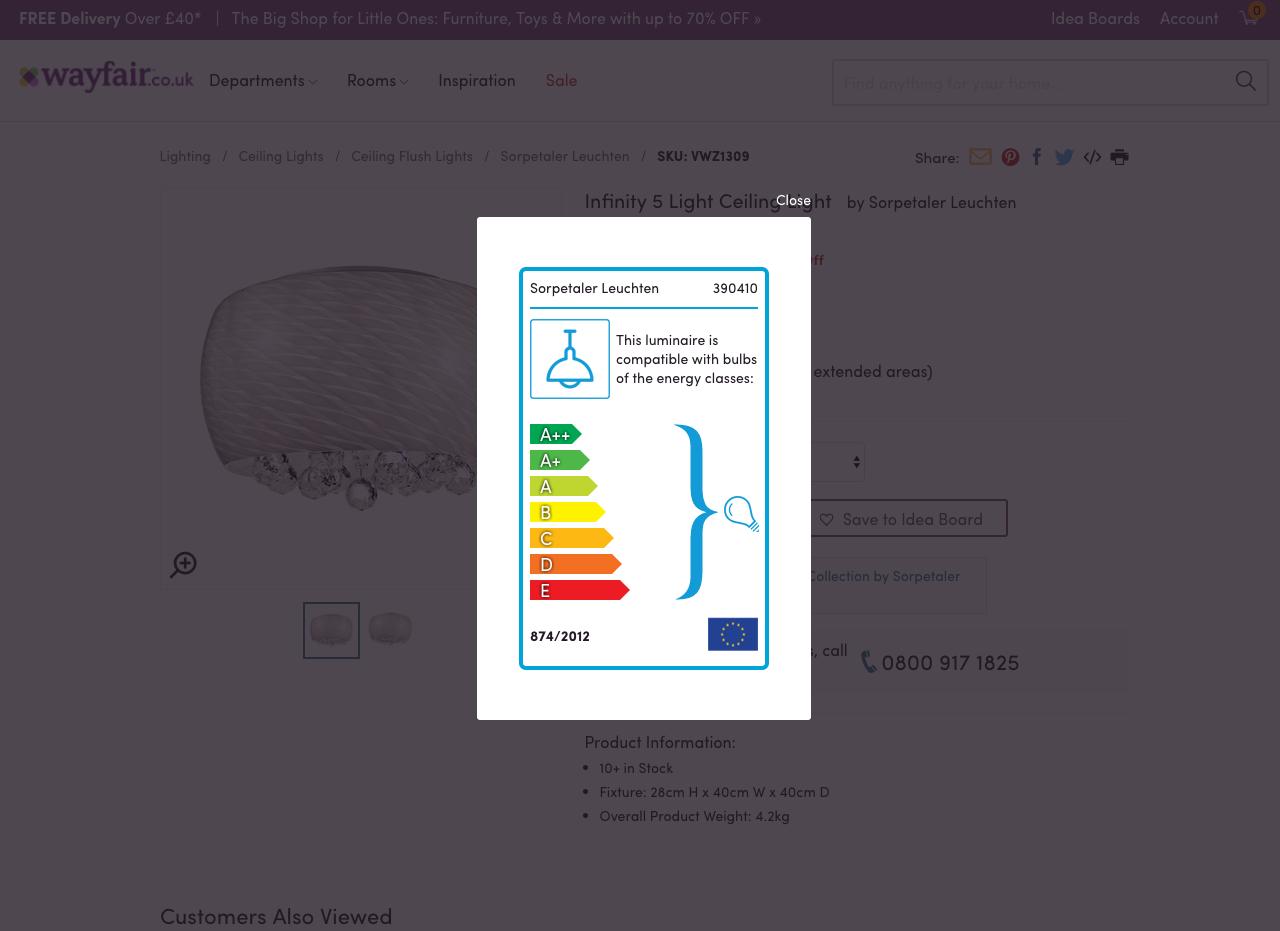 FREE Delivery Over £40* | The Big Shop for Little Ones: Furniture, Toys & More with up to 70% OFF »
Idea Boards Account 0
wayfair.co.uk Departments Rooms Inspiration Sale
Find anything for your home...
Lighting / Ceiling Lights / Ceiling Flush Lights / Sorpetaler Leuchten / SKU: VWZ1309
Share:
Infinity 5 Light Ceiling Light by Sorpetaler Leuchten
Close
Sorpetaler Leuchten 390410
This luminaire is
compatible with bulbs
of the energy classes:
A++
A+
A
B
C
D
E
874/2012
extended areas)
Save to Idea Board
Collection by Sorpetaler
call
0800 917 1825
Product Information:
10+ in Stock
Fixture: 28cm H x 40cm W x 40cm D
Overall Product Weight: 4.2kg
Customers Also Viewed